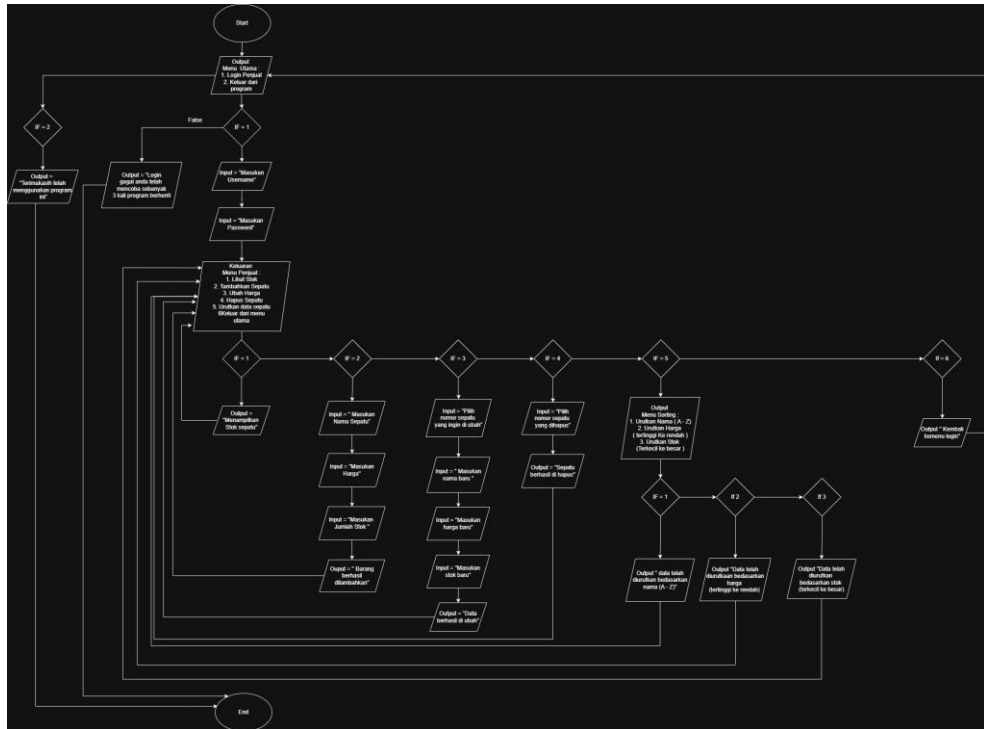 Start
Output
Menu Utama :
1. Login Penjual
2. Keluar dari
program
IF = 2
False
IF = 1
Output =
"Terimakasih telah
menggunakan program
ini"
Output = "Login
gagal anda telah
mencoba sebanyak
3 kali program berhenti
Input = "Masukan
Username"
Input = "Masukan
Password"
Keluaran
Menu Penjual :
1. Lihat Stok
2. Tambahkan Sepatu
3. Ubah Harga
4. Hapus Sepatu
5. Urutkan data sepatu
6Keluar dari menu
utama
IF = 1
IF = 2
IF = 3
IF = 4
IF = 5
If = 6
Output =
"Menampilkan
Stok sepatu"
Input = " Masukan
Nama Sepatu"
Input = "Masukan
Harga"
Input = "Masukan
Jumlah Stok "
Ouput = " Barang
berhasil
ditambahkan"
Input = "Pilih
nomor sepatu
yang ingin di ubah"
Input = " Masukan
nama baru "
Input = "Masukan
harga baru"
Input = "Masukan
stok baru"
Output = "Data
berhasil di ubah"
Input = "Pilih
nomor sepatu
yang dihapus"
Output = "Sepatu
berhasil di hapus"
Output
Menu Sorting :
1. Urutkan Nama ( A - Z)
2. Urutkan Harga
( tertinggi Ke rendah )
3. Urutkan Stok
(Terkecil ke besar )
Output " Kembali
kemenu login"
IF = 1
If 2
If 3
Output " data telah
diurutkan bedasarkan
nama (A - Z)"
Output "Data telah
diurutkaan bedasarkan
harga
(tertinggi ke rendah)
Output "Data telah
diurutkan
bedasarkan stok
(terkecil ke besar)
End